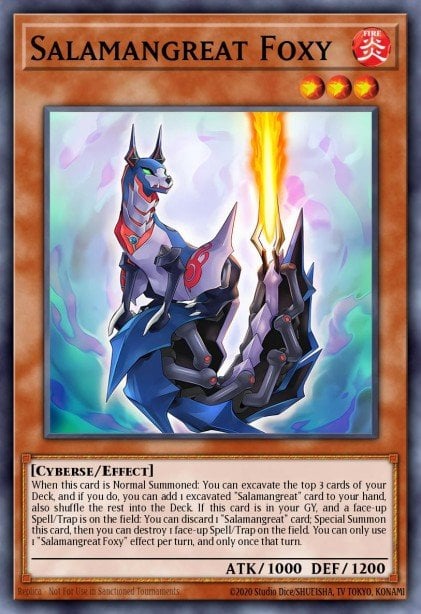 Salamangreat Foxy
FIRE
炎
[Cyberse/Effect]
When this card is Normal Summoned: You can excavate the top 3 cards of your
Deck, and if you do, you can add 1 excavated "Salamangreat" card to your hand,
also shuffle the rest into the Deck. If this card is in your GY, and a face-up
Spell/Trap is on the field: You can discard 1 "Salamangreat" card; Special Summon
this card, then you can destroy 1 face-up Spell/Trap on the field. You can only use
1 "Salamangreat Foxy" effect per turn, and only once that turn.
ATK/1000 DEF/1200
Replica - Not For Use in Sanctioned Tournaments
©2020 Studio Dice/SHUEISHA, TV TOKYO, KONAMI